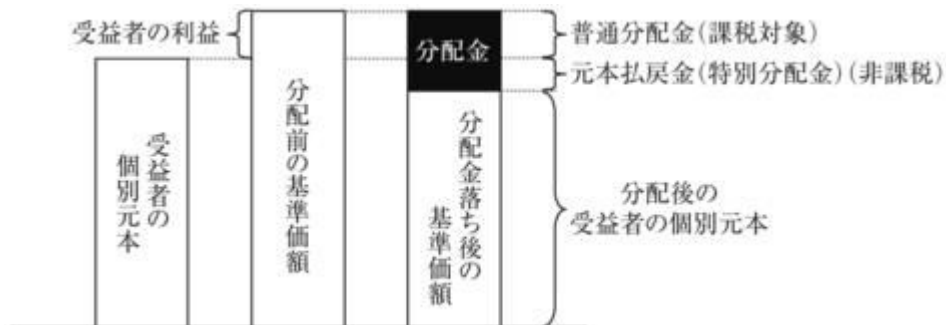 受益者の利益
分配金
普通分配金(課税対象)
元本払戻金(特別分配金)(非課税)
受益者の
個別元本
分配前の基準価額
分配金落ち後の
基準価額
分配後の
受益者の個別元本